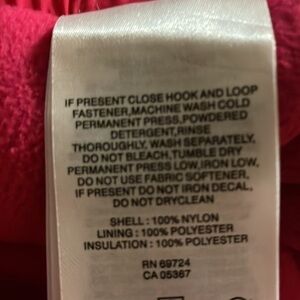 IF PRESENT CLOSE HOOK AND LOOP
FASTENER,MACHINE WASH COLD
PERMANENT PRESS,POWDERED
DETERGENT,RINSE
THOROUGHLY, WASH SEPARATELY,
DO NOT BLEACH,TUMBLE DRY
PERMANENT PRESS LOW,IRON LOW,
DO NOT USE FABRIC SOFTENER,
IF PRESENT DO NOT IRON DECAL,
DO NOT DRYCLEAN
SHELL : 100% NYLON
LINING : 100% POLYESTER
INSULATION : 100% POLYESTER
RN 69724
CA 05367